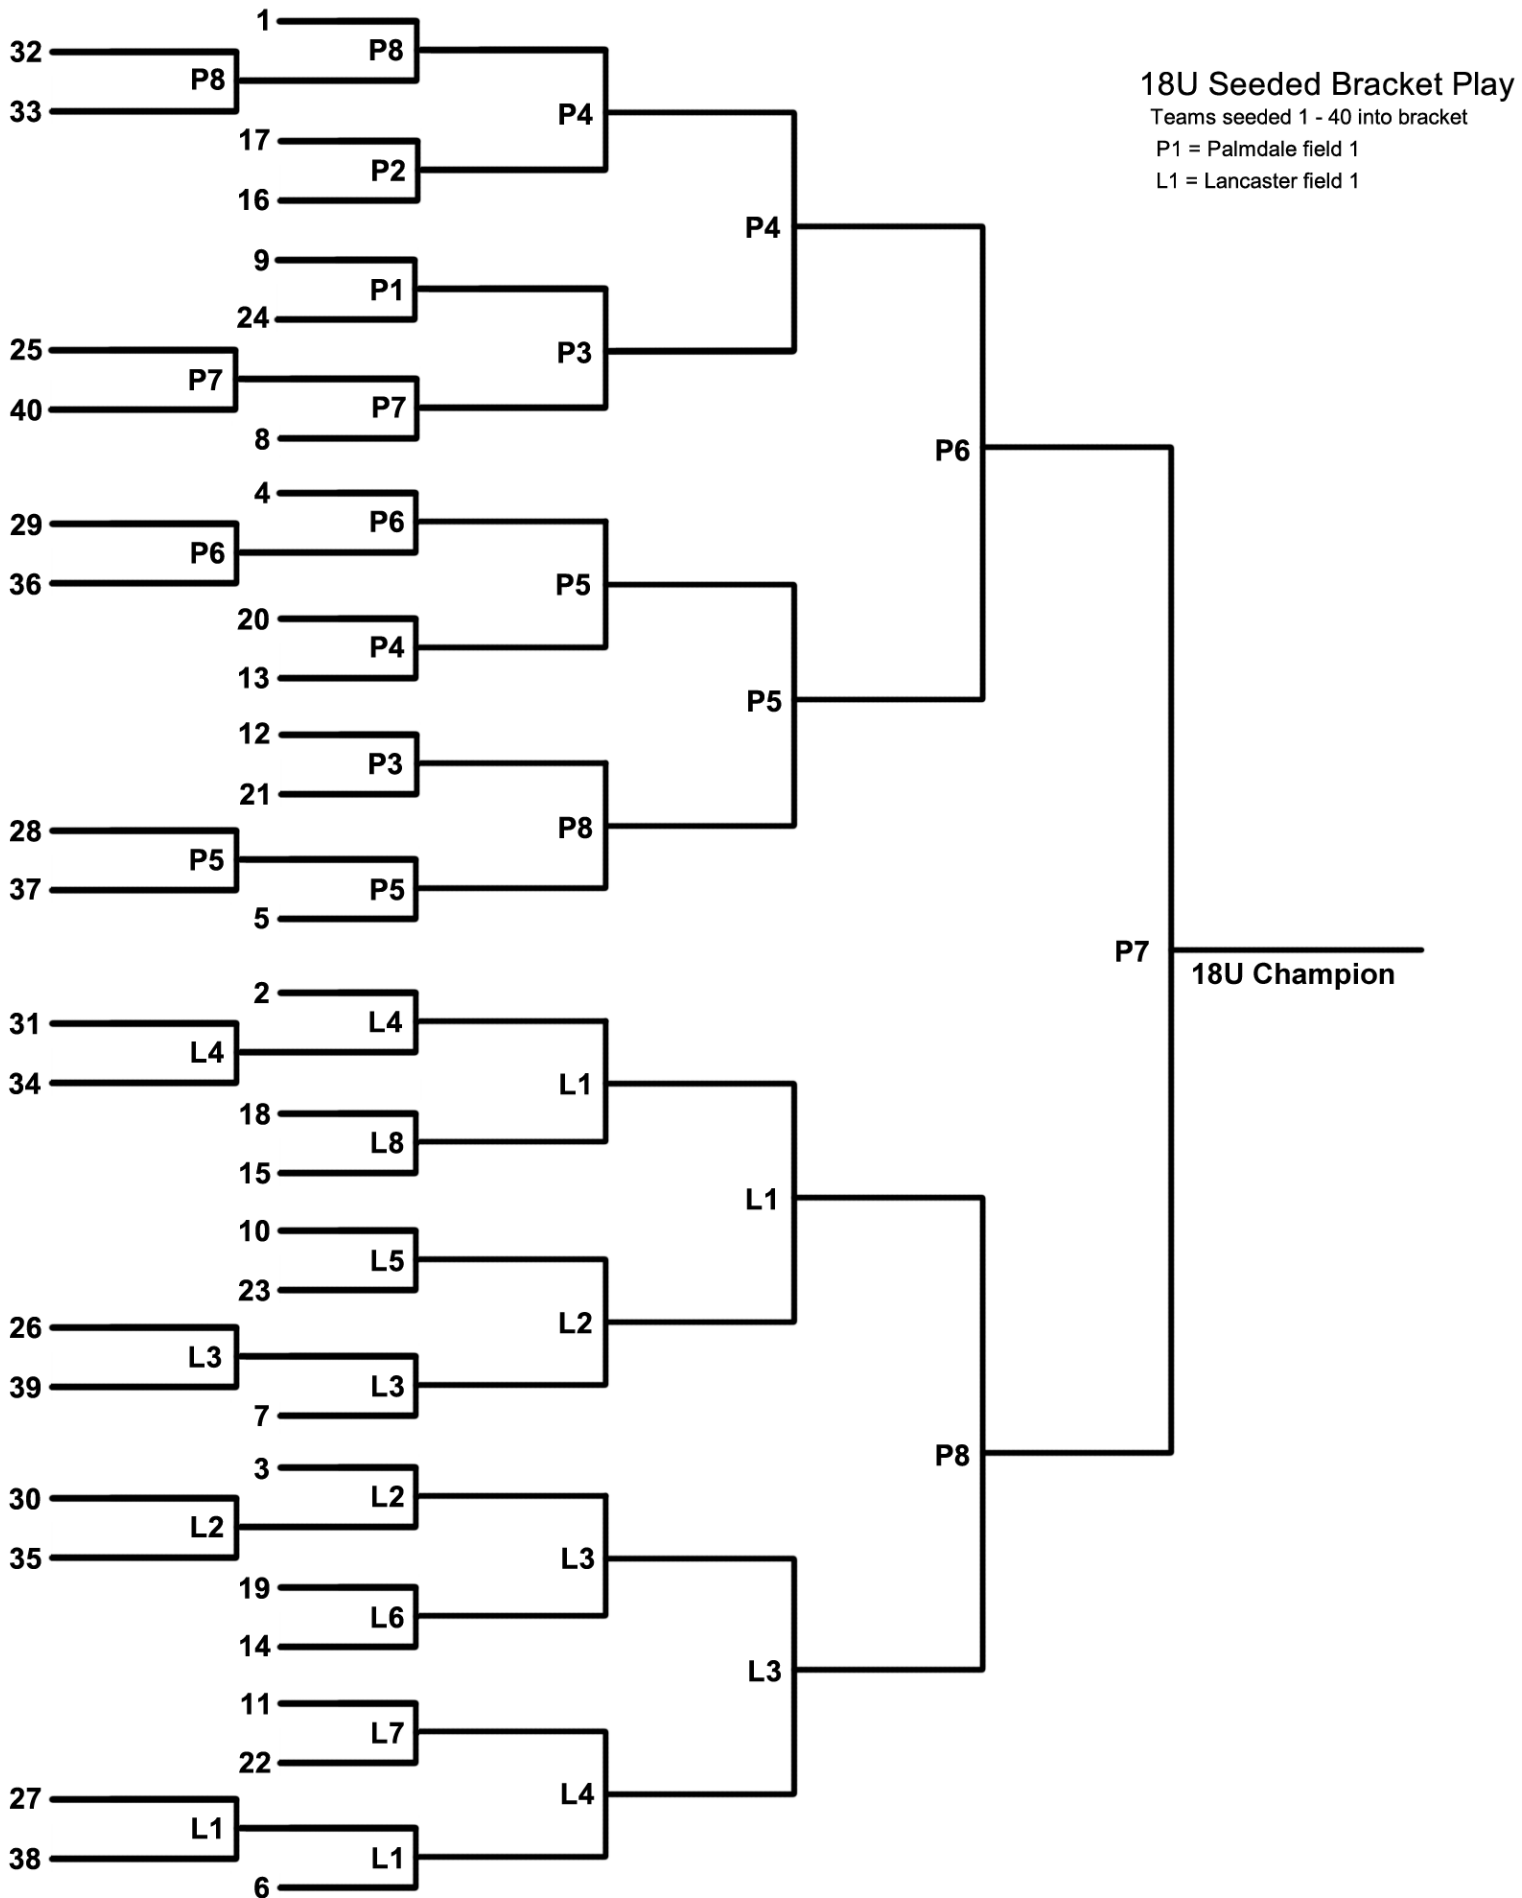 18U Seeded Bracket Play
Teams seeded 1 - 40 into bracket
P1 = Palmdale field 1
L1 = Lancaster field 1
1
32
P8
P8
33
P4
17
P2
16
P4
9
P1
24
P3
25
P7
P7
40
8
P6
4
29
P6
P6
36
P5
20
P4
13
P5
12
P3
21
P8
28
P5
P5
37
5
P7
18U Champion
2
31
L4
L4
34
L1
18
L8
15
L1
10
L5
23
L2
26
L3
L3
39
7
P8
3
30
L2
L2
35
L3
19
L6
14
L3
11
L7
22
L4
27
L1
L1
38
6